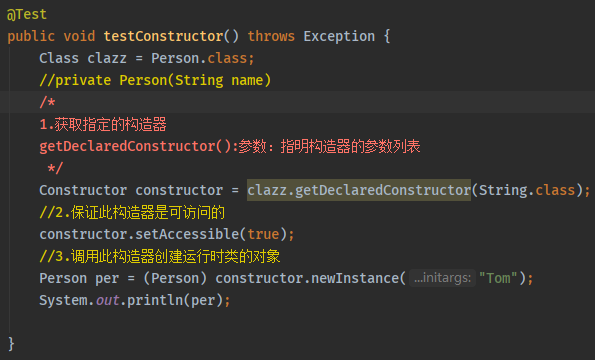 @Test
public void testConstructor() throws Exception {
Class clazz = Person.class;
//private Person(String name)
/*
1.获取指定的构造器
getDeclaredConstructor():参数：指明构造器的参数列表
*/
Constructor constructor = clazz.getDeclaredConstructor(String.class);
//2.保证此构造器是可访问的
constructor.setAccessible(true);
//3.调用此构造器创建运行时类的对象
Person per = (Person) constructor.newInstance( ...initargs: "Tom");
System.out.println(per);
}